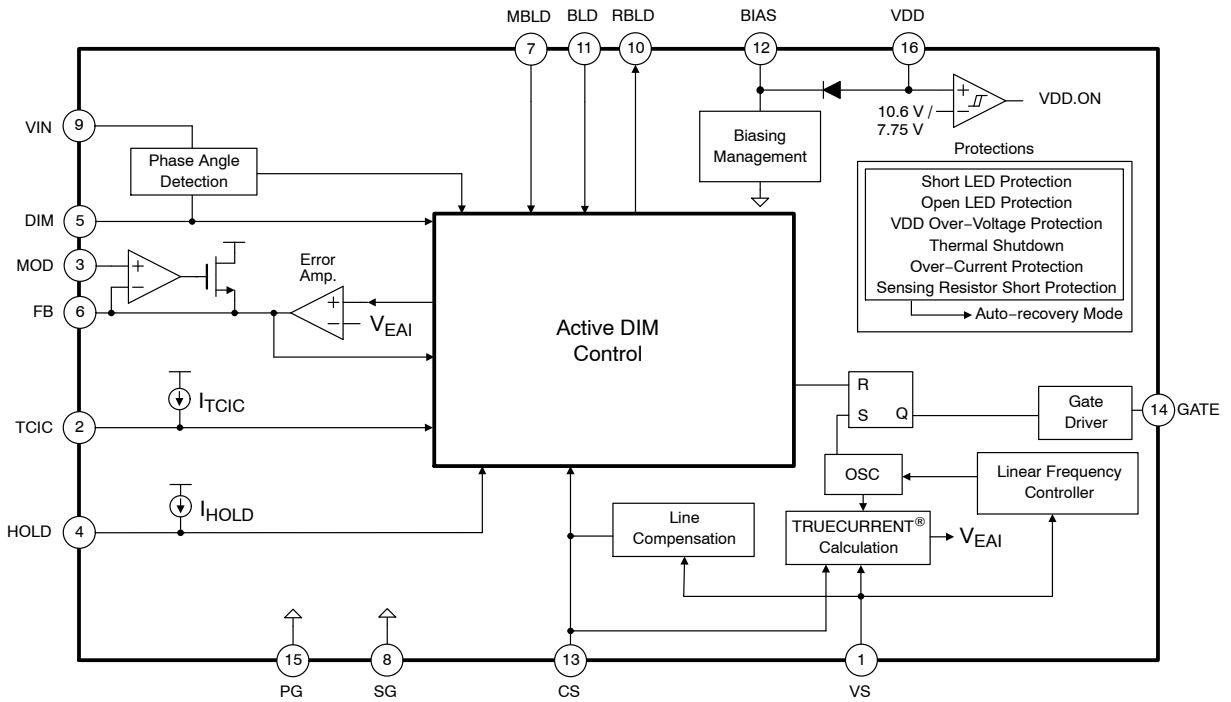 MBLD
BLD
RBLD
BIAS
VDD
7
11
10
12
16
VIN
9
Phase Angle
Detection
DIM
5
MOD
3
FB
6
+
−
Error
Amp.
+
−
VEAI
Active DIM
Control
Biasing
Management
10.6 V /
7.75 V
+
−
VDD.ON
Protections
Short LED Protection
Open LED Protection
VDD Over−Voltage Protection
Thermal Shutdown
Over−Current Protection
Sensing Resistor Short Protection
Auto−recovery Mode
ITCIC
TCIC
2
R
S
Q
Gate
Driver
14
GATE
OSC
Linear Frequency
Controller
IHOLD
HOLD
4
Line
Compensation
TRUECURRENT®
Calculation
VEAI
15
8
13
1
PG
SG
CS
VS